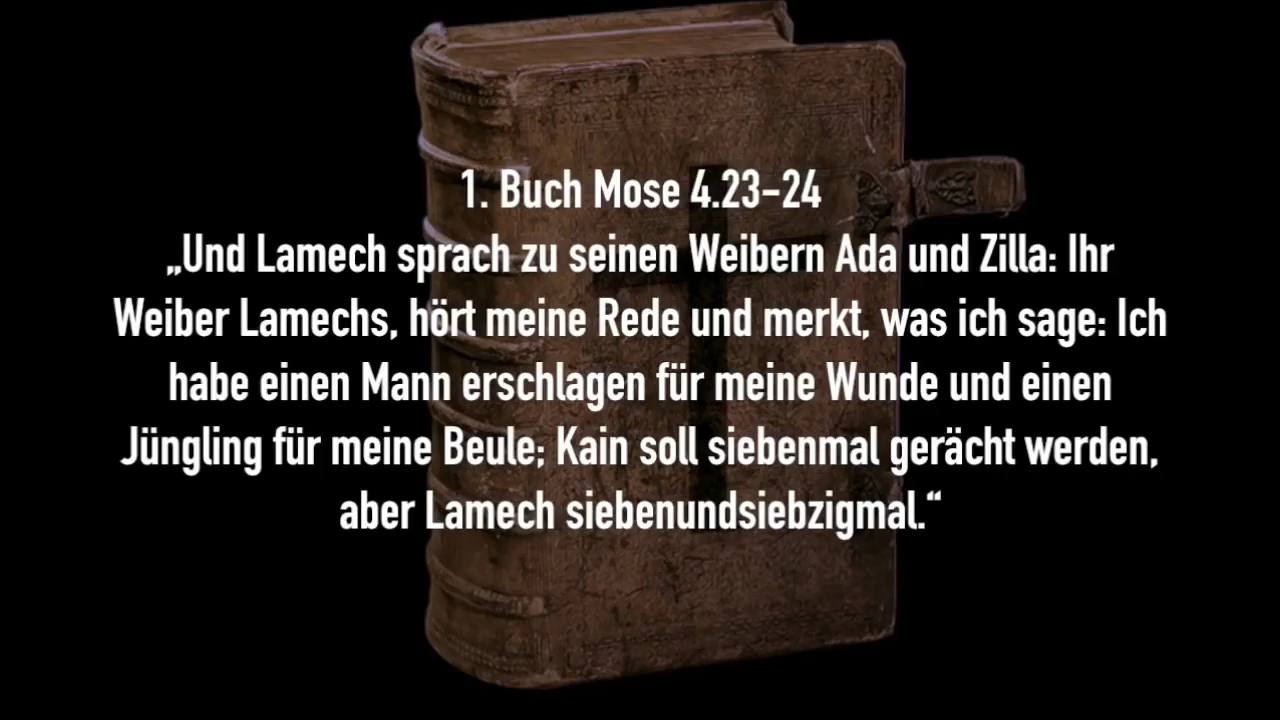 1. Buch Mose 4.23–24
„Und Lamech sprach zu seinen Weibern Ada und Zilla: Ihr
Weiber Lamechs, hört meine Rede und merkt, was ich sage: Ich
habe einen Mann erschlagen für meine Wunde und einen
Jüngling für meine Beule; Kain soll siebenmal gerächt werden,
aber Lamech siebenundsiebzigmal.“